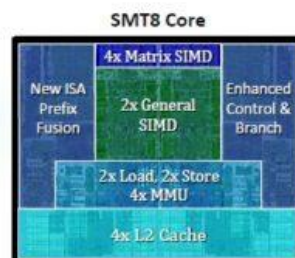 SMT8 Core
4x Matrix SIMD
New ISA
Prefix
Fusion
2x General
SIMD
Enhanced
Control &
Branch
2x Load, 2x Store
4x MMU
4x L2 Cache